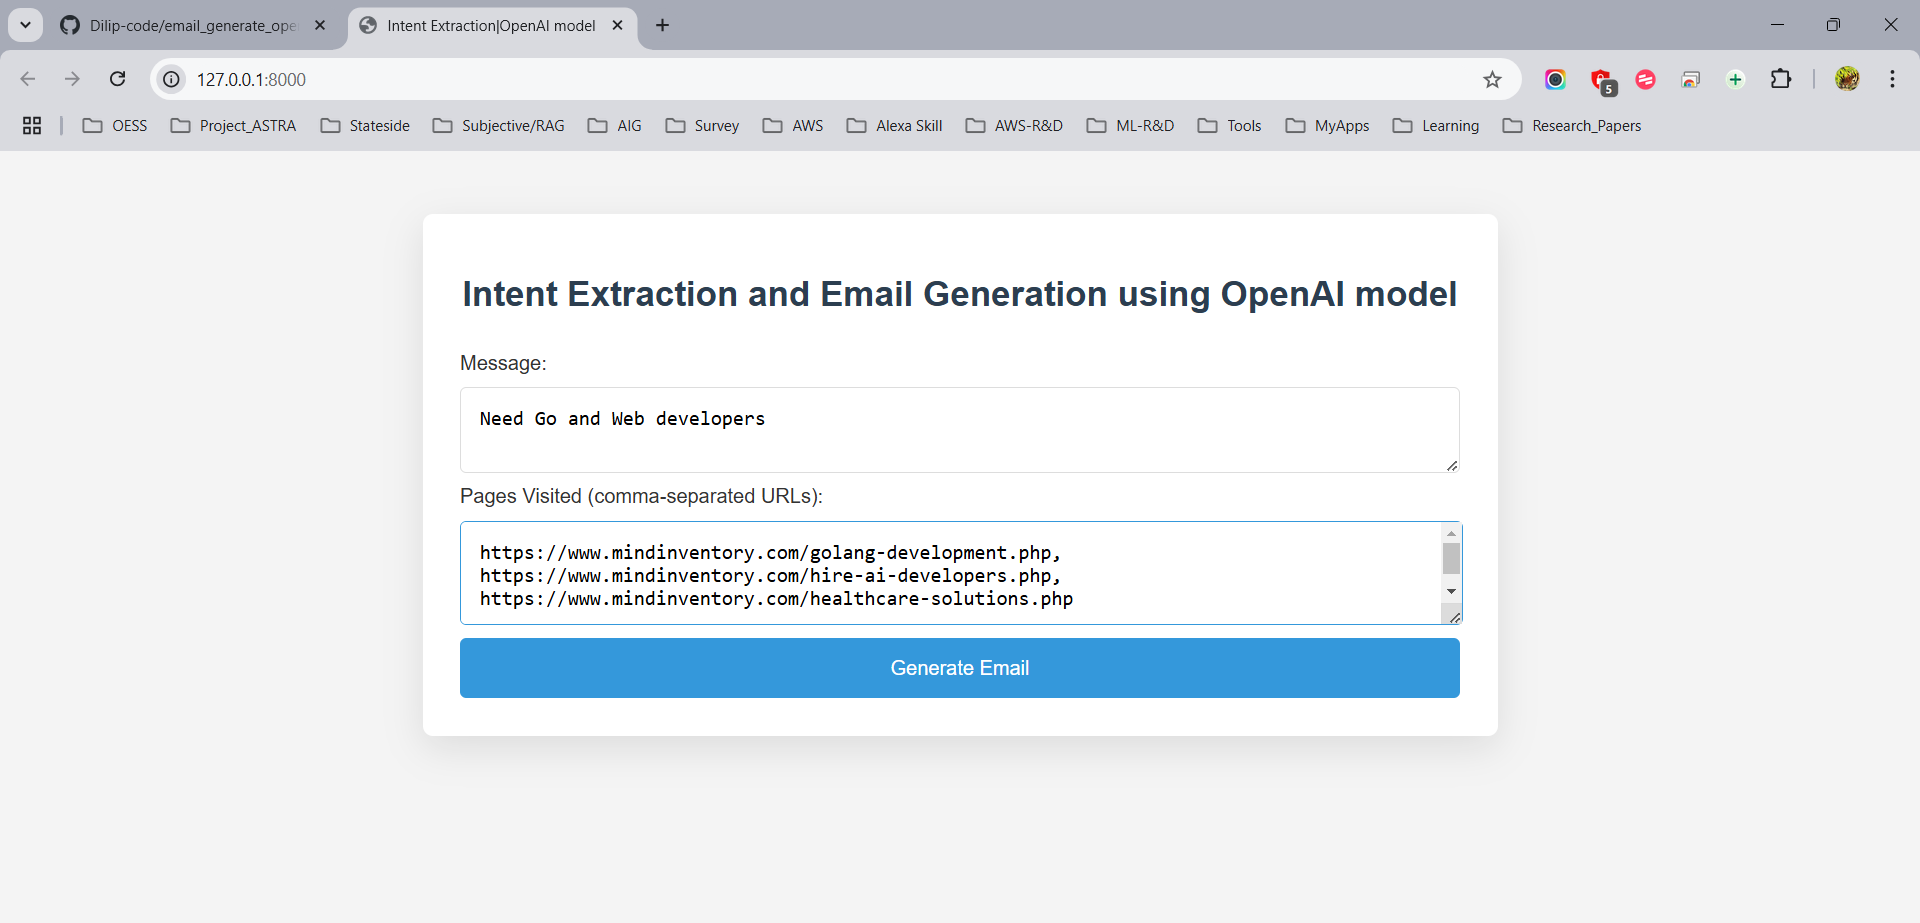 Dilip-code/email_generate_ope
Intent Extraction|OpenAI model
127.0.0.1:8000
5
OESS Project_ASTRA Stateside Subjective/RAG AIG Survey AWS Alexa Skill AWS-R&D ML-R&D Tools MyApps Learning Research_Papers
Intent Extraction and Email Generation using OpenAI model
Message:
Need Go and Web developers
Pages Visited (comma-separated URLs):
https://www.mindinventory.com/golang-development.php,
https://www.mindinventory.com/hire-ai-developers.php,
https://www.mindinventory.com/healthcare-solutions.php
Generate Email